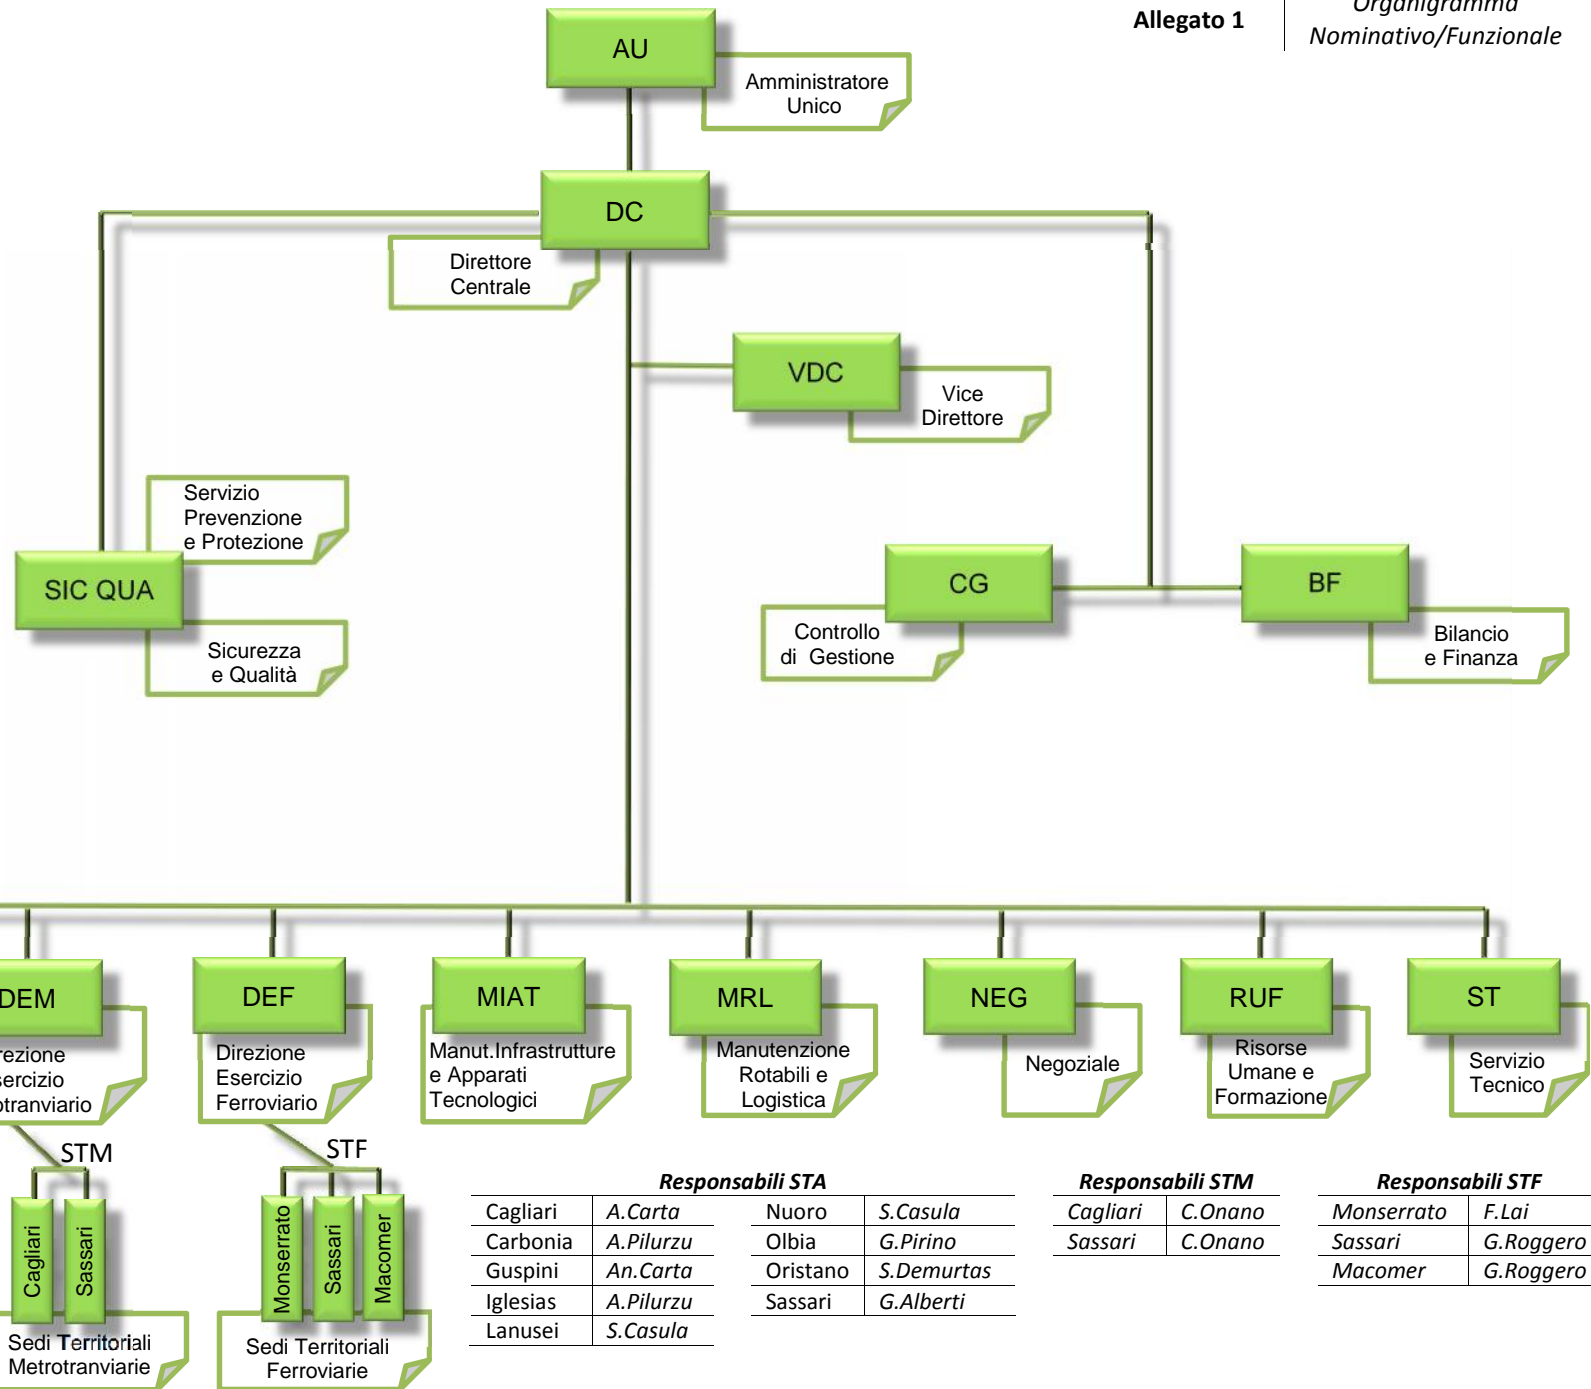 Allegato 1
Organigramma
Nominativo/Funzionale
AU
Amministratore
Unico
DC
Direttore
Centrale
VDC
Vice
Direttore
Servizio
Prevenzione
e Protezione
SIC QUA
Sicurezza
e Qualità
CG
Controllo
di Gestione
BF
Bilancio
e Finanza
DEM
rezione
sercizio
otranviario
DEF
Direzione
Esercizio
Ferroviario
MIAT
Manut.Infrastrutture
e Apparati
Tecnologici
MRL
Manutenzione
Rotabili e
Logistica
NEG
Negoziale
RUF
Risorse
Umane e
Formazione
ST
Servizio
Tecnico
STM
Cagliari
Sassari
Sedi Territoriali
Metrotranviarie
STF
Monserrato
Sassari
Macomer
Sedi Territoriali
Ferroviarie
Responsabili STA
Cagliari A.Carta Nuoro S.Casula
Carbonia A.Pilurzu Olbia G.Pirino
Guspini An.Carta Oristano S.Demurtas
Iglesias A.Pilurzu Sassari G.Alberti
Lanusei S.Casula
Responsabili STM
Cagliari C.Onano
Sassari C.Onano
Responsabili STF
Monserrato F.Lai
Sassari G.Roggero
Macomer G.Roggero